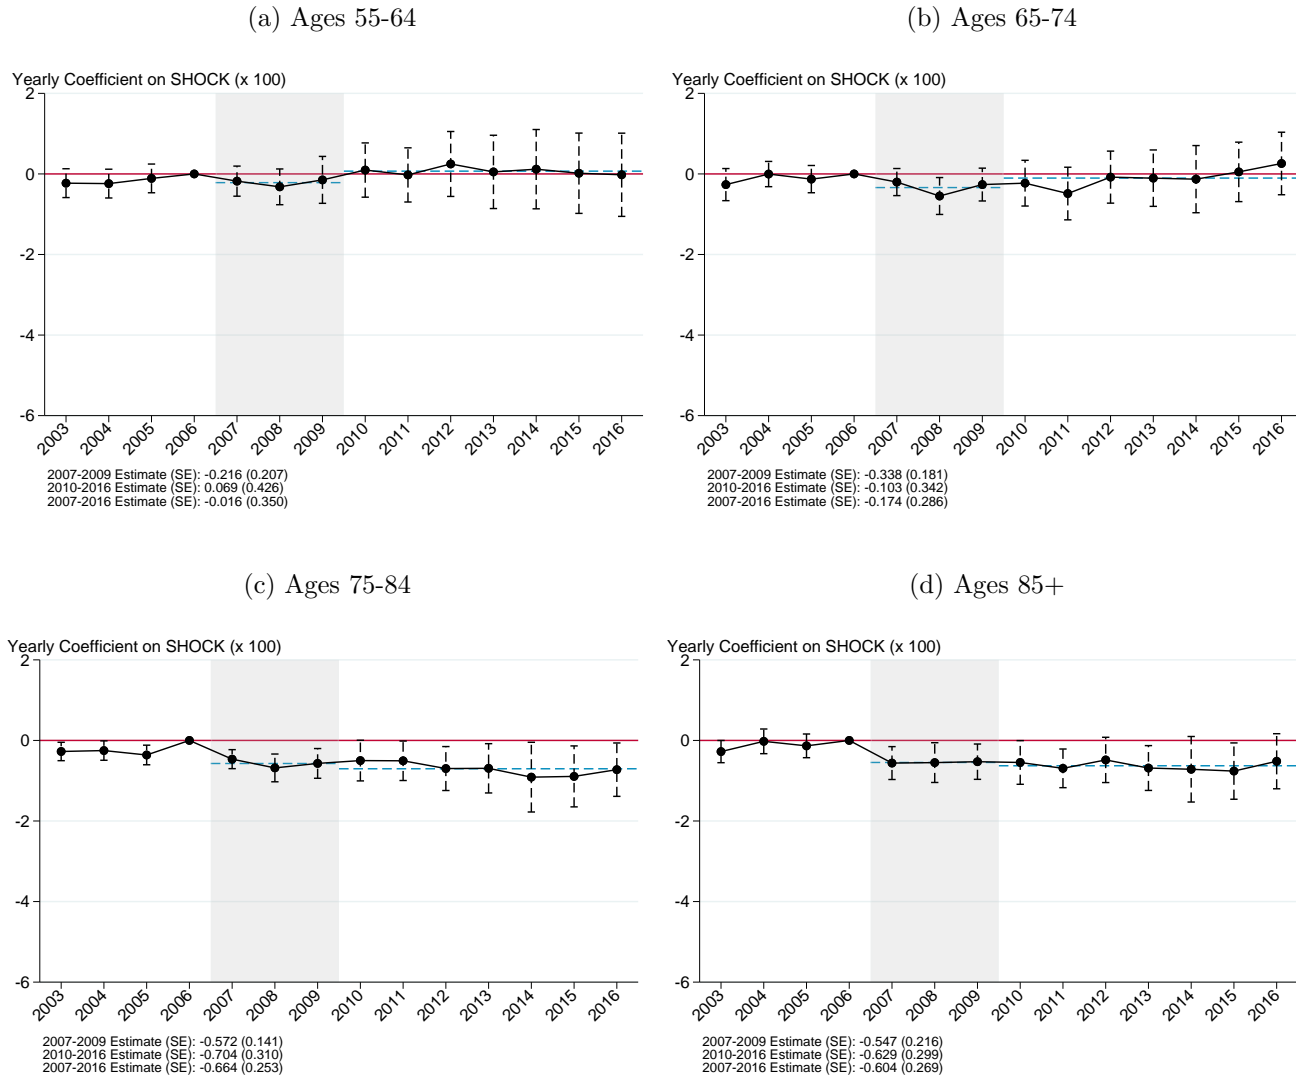 (a) Ages 55-64
Yearly Coefficient on SHOCK (x 100)
2
0
-2
-4
-6
2003 2004 2005 2006 2007 2008 2009 2010 2011 2012 2013 2014 2015 2016
2007-2009 Estimate (SE): -0.216 (0.207)
2010-2016 Estimate (SE): 0.069 (0.426)
2007-2016 Estimate (SE): -0.016 (0.350)
(b) Ages 65-74
Yearly Coefficient on SHOCK (x 100)
2
0
-2
-4
-6
2003 2004 2005 2006 2007 2008 2009 2010 2011 2012 2013 2014 2015 2016
2007-2009 Estimate (SE): -0.338 (0.181)
2010-2016 Estimate (SE): -0.103 (0.342)
2007-2016 Estimate (SE): -0.174 (0.286)
(c) Ages 75-84
Yearly Coefficient on SHOCK (x 100)
2
0
-2
-4
-6
2003 2004 2005 2006 2007 2008 2009 2010 2011 2012 2013 2014 2015 2016
2007-2009 Estimate (SE): -0.572 (0.141)
2010-2016 Estimate (SE): -0.704 (0.310)
2007-2016 Estimate (SE): -0.664 (0.253)
(d) Ages 85+
Yearly Coefficient on SHOCK (x 100)
2
0
-2
-4
-6
2003 2004 2005 2006 2007 2008 2009 2010 2011 2012 2013 2014 2015 2016
2007-2009 Estimate (SE): -0.547 (0.216)
2010-2016 Estimate (SE): -0.629 (0.299)
2007-2016 Estimate (SE): -0.604 (0.269)